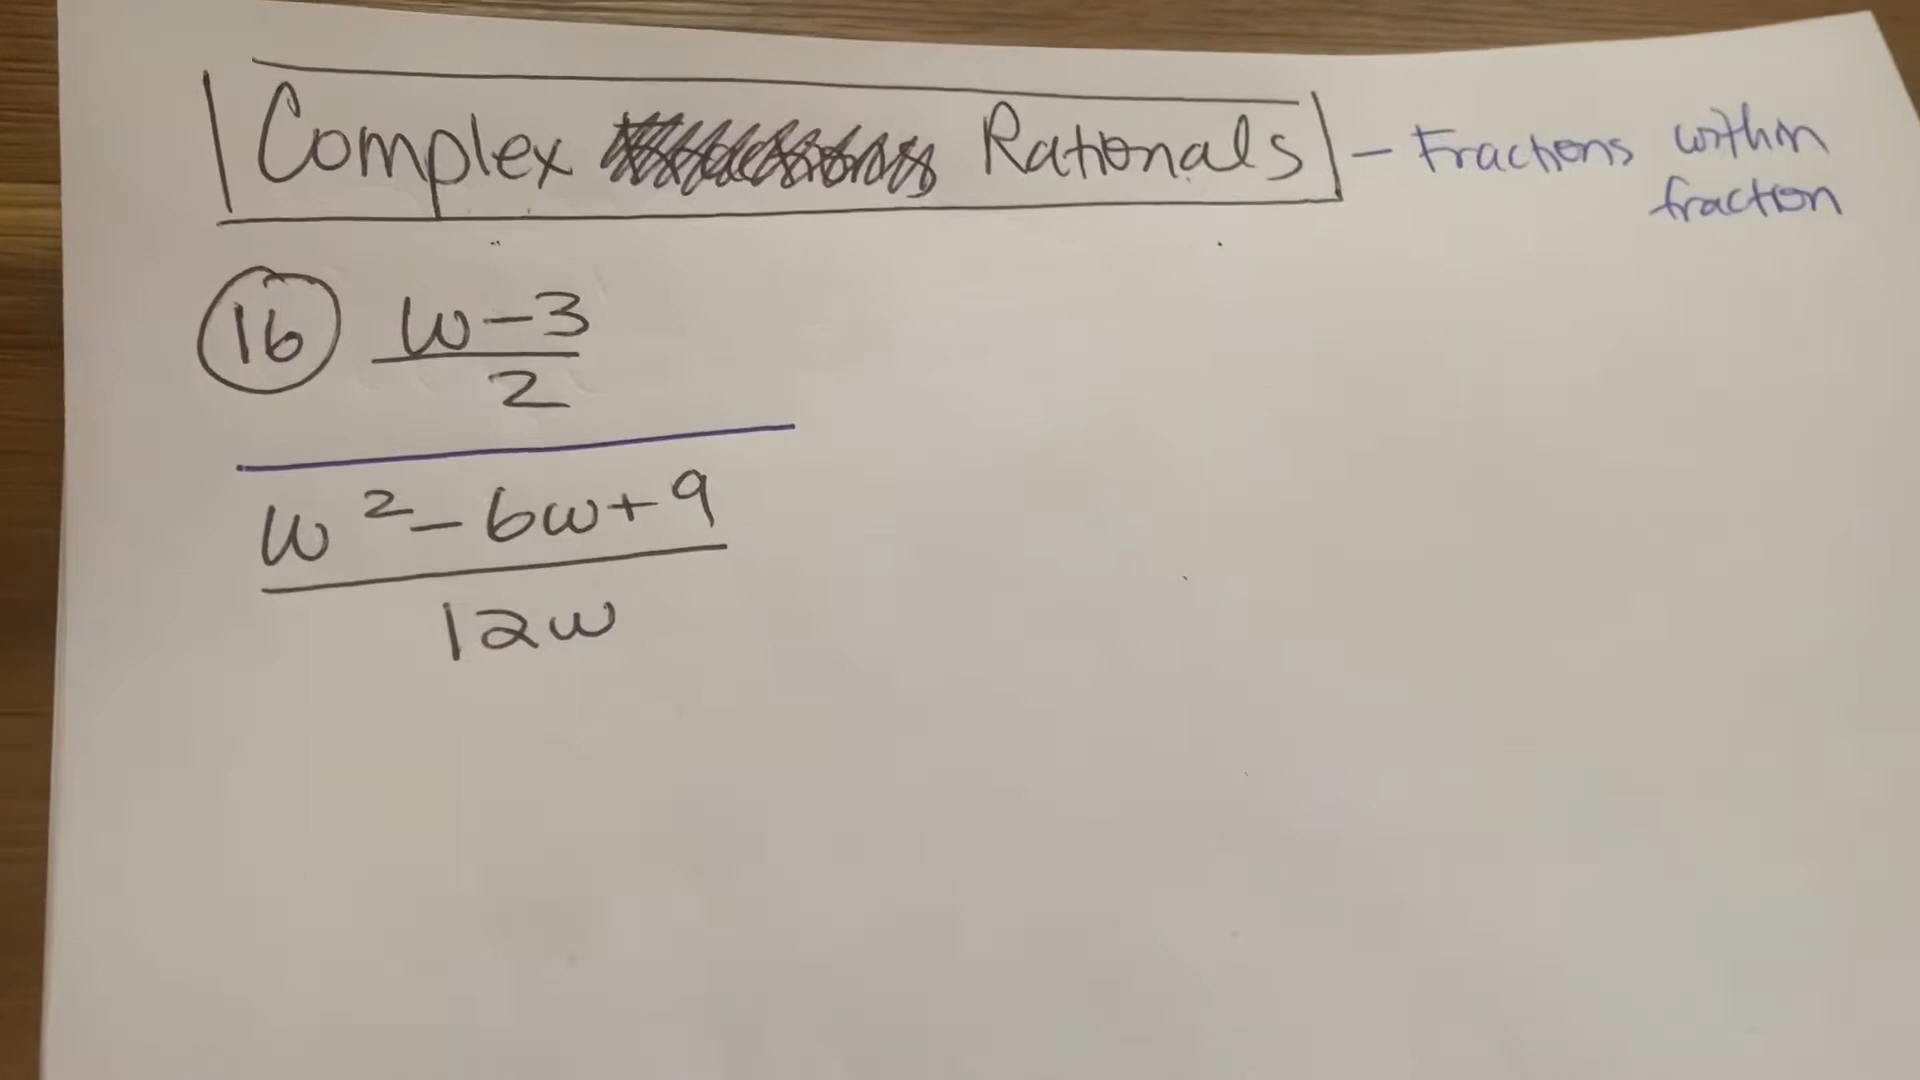 Complex Rationals - Fractions within
fraction
16 w-3
2
w²-6w+9
12w